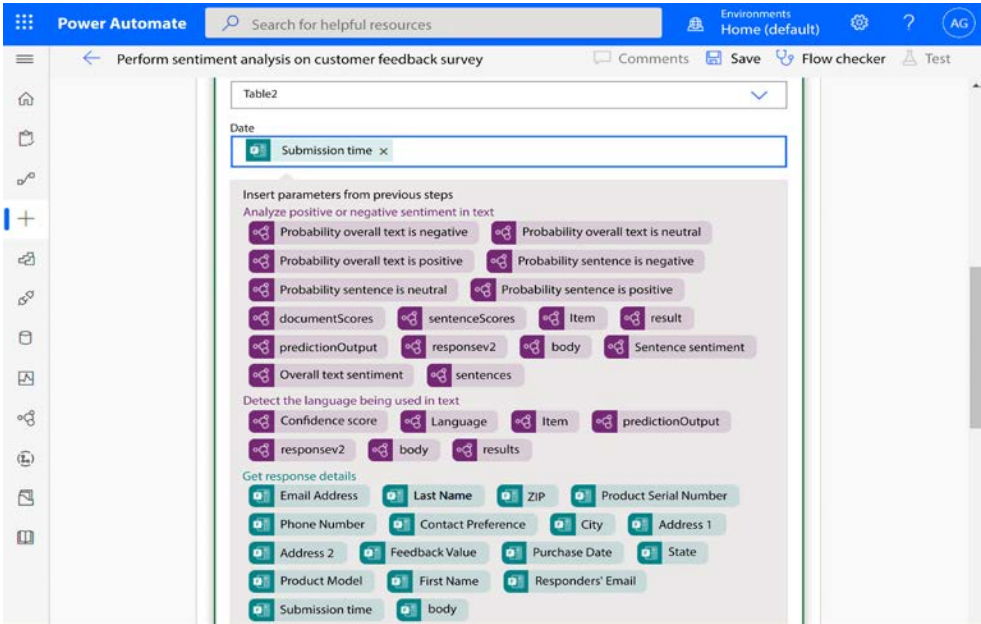 Power Automate Search for helpful resources Environments
Home (default) ? AG
Perform sentiment analysis on customer feedback survey Comments Save Flow checker Test
Table2
Date
Submission time ×
Insert parameters from previous steps
Analyze positive or negative sentiment in text
Probability overall text is negative Probability overall text is neutral
Probability overall text is positive Probability sentence is negative
Probability sentence is neutral Probability sentence is positive
documentScores sentenceScores Item result
predictionOutput responsev2 body Sentence sentiment
Overall text sentiment sentences
Detect the language being used in text
Confidence score Language Item predictionOutput
responsev2 body results
Get response details
Email Address Last Name ZIP Product Serial Number
Phone Number Contact Preference City Address 1
Address 2 Feedback Value Purchase Date State
Product Model First Name Responders' Email
Submission time body